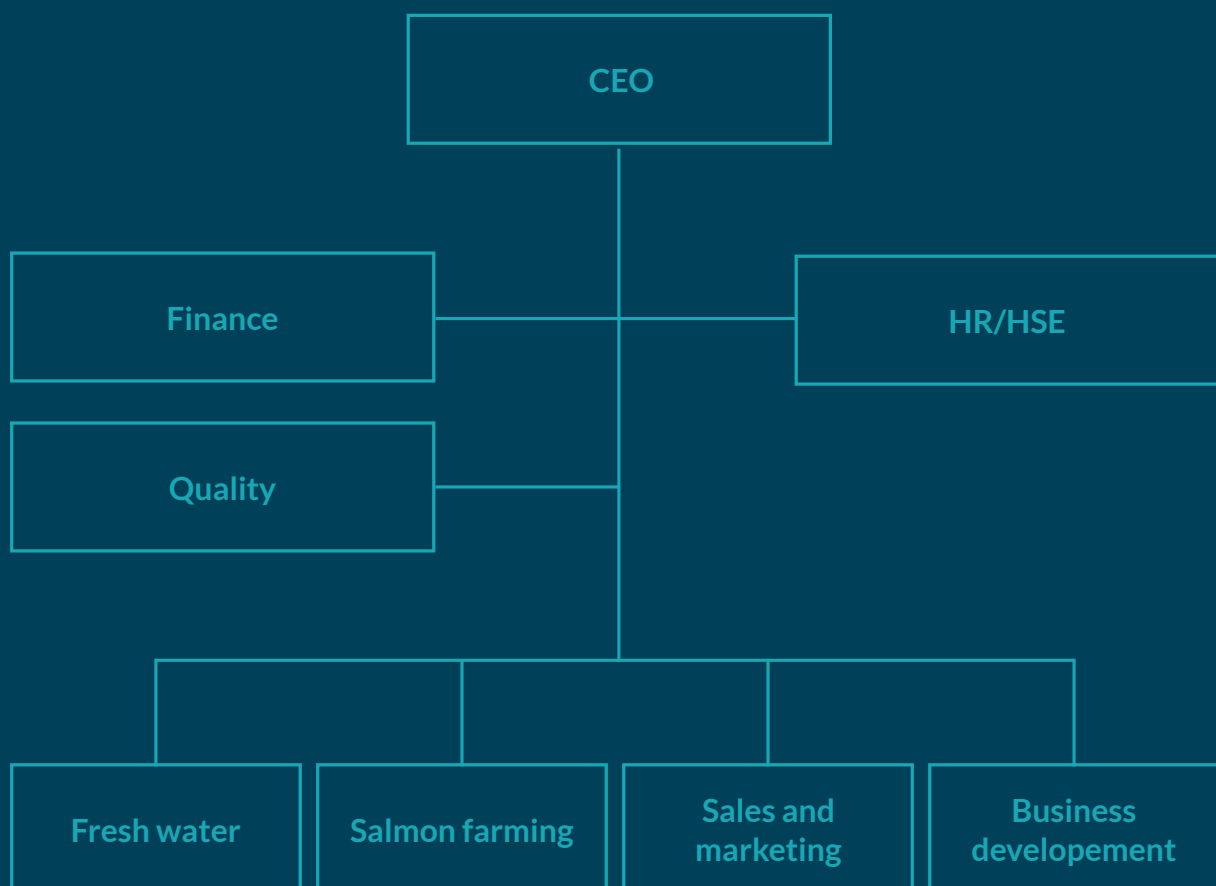 CEO
Finance
HR/HSE
Quality
Fresh water
Salmon farming
Sales and
marketing
Business
developement